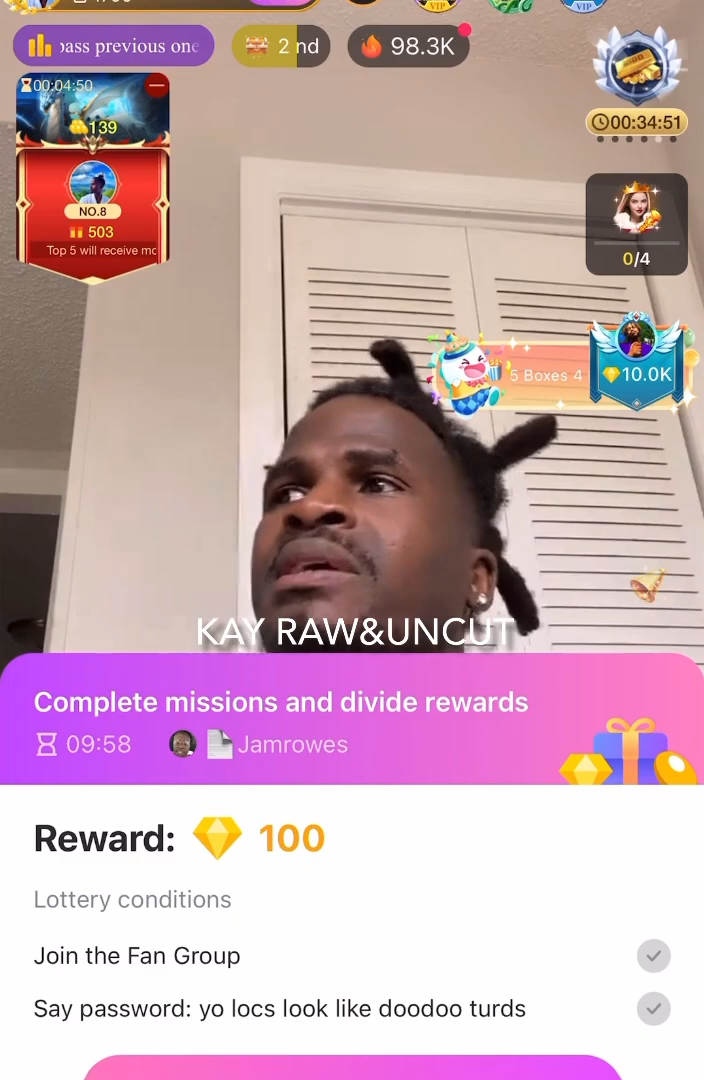 VIP
VIP
pass previous one
2 nd
98.3K
00:04:50
139
NO.8
503
Top 5 will receive mo
00:34:51
0/4
5 Boxes 4
10.0K
KAY RAW&UNCUT
Complete missions and divide rewards
09:58
Jamrowes
Reward: 100
Lottery conditions
Join the Fan Group
Say password: yo locs look like doodoo turds